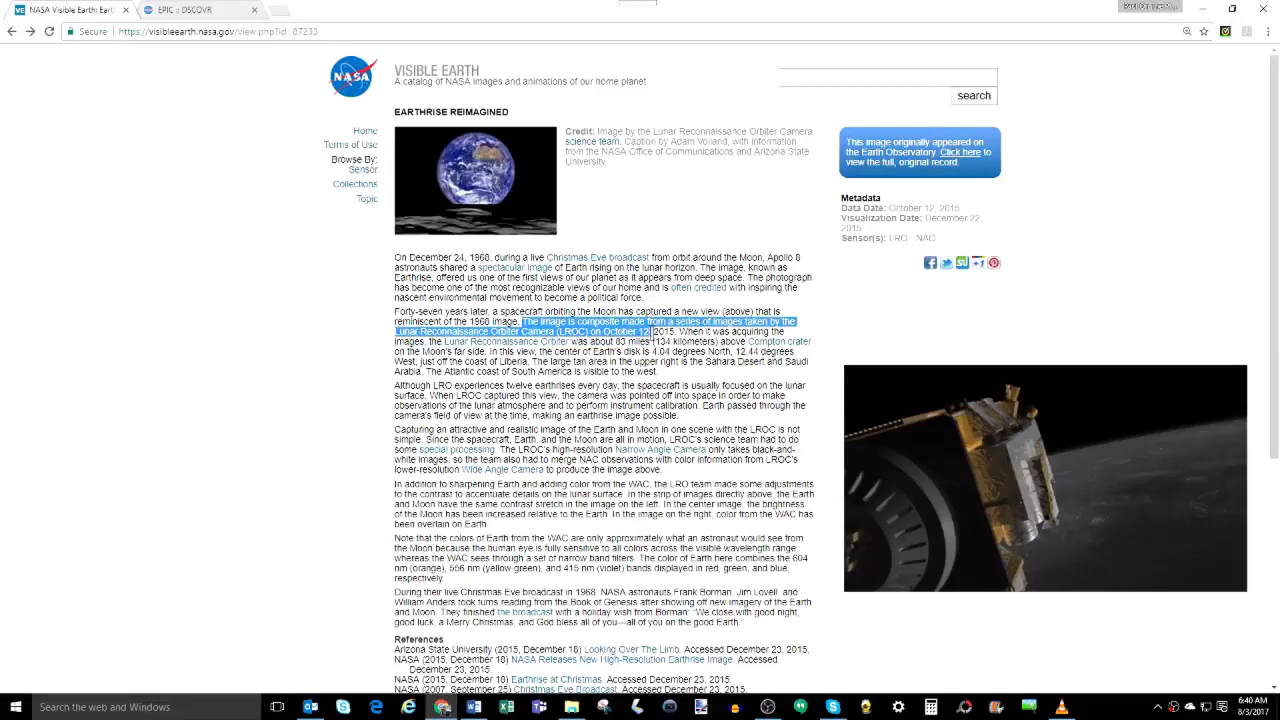 NASA Visible Earth: Eart
EPIC :: DSCOVR
Secure
https://visibleearth.nasa.gov/view.php?id=87233
NASA
VISIBLE EARTH
A catalog of NASA images and animations of our home planet
search
EARTHRISE REIMAGINED
Home
Terms of Use
Browse By:
Sensor
Collections
Topic
Credit: Image by the Lunar Reconnaissance Orbiter Camera
science team. Caption by Adam Voiland, with information
from the NASA Office of Communications and Arizona State
University.
This image originally appeared on
the Earth Observatory. Click here to
view the full, original record.
Metadata
Data Date: October 12, 2015
Visualization Date: December 22,
2015
Sensor(s): LRO - NAC
On December 24, 1968, during a live Christmas Eve broadcast from orbit around the Moon, Apollo 8
astronauts shared a spectacular image of Earth rising on the lunar horizon. The image, known as
Earthrise, offered us one of the first views of our planet as it appears from deep space. The photograph
has become one of the most recognizable views of our home and is often credited with inspiring the
nascent environmental movement to become a political force.
Forty-seven years later, a spacecraft orbiting the Moon has captured a new view (above) that is
reminiscent of the 1968 image. The image is composite made from a series of images taken by the
Lunar Reconnaissance Orbiter Camera (LROC) on October 12, 2015. When it was acquiring the
images, the Lunar Reconnaissance Orbiter was about 83 miles (134 kilometers) above Compton crater
on the Moon's far side. In this view, the center of Earth's disk is 4.04 degrees North, 12.44 degrees
West, just off the coast of Liberia. The large tan area in the upper right is the Sahara Desert and Saudi
Arabia. The Atlantic coast of South America is visible to the west.
Although LRO experiences twelve earthrises every day, the spacecraft is usually focused on the lunar
surface. When LROC captured this view, the camera was pointed off into space in order to make
observations of the lunar atmosphere and to perform instrument calibration. Earth passed through the
camera's field of view at the time, making an earthrise image possible.
Capturing an attractive and realistic image of the Earth and Moon in one scene with the LROC is not
simple. Since the spacecraft, Earth, and the Moon are all in motion, LROC's science team had to do
some special processing. The LROC's high-resolution Narrow Angle Camera only takes black-and-
white images, so the team also had to merge NAC observations with color information from LROC's
lower-resolution Wide Angle Camera to produce the image above.
In addition to sharpening Earth and adding color from the WAC, the LRO team made some adjustments
to the contrast to accentuate details on the lunar surface. In the strip of images directly above, the Earth
and Moon have the same contrast stretch in the image on the left. In the center image, the brightness
of the Moon has been increased relative to the Earth. In the image on the right, color from the WAC has
been overlain on Earth.
Note that the colors of Earth from the WAC are only approximately what an astronaut would see from
the Moon because the human eye is fully sensitive to all colors across the visible wavelength range,
whereas the WAC sees through a set of narrow band filters. The color of Earth here combines the 604
nm (orange), 556 nm (yellow-green), and 415 nm (violet) bands displayed in red, green, and blue,
respectively.
During their live Christmas Eve broadcast in 1968, NASA astronauts Frank Borman, Jim Lovell, and
William Anders took turns reading from the Book of Genesis after showing off new imagery of the Earth
and Moon. They finished the broadcast with a holiday wish from Borman: “We close with good night,
good luck, a Merry Christmas, and God bless all of you—all of you on the good Earth.”
References
Arizona State University (2015, December 18) Looking Over The Limb. Accessed December 23, 2015.
NASA (2015, December 18) NASA Releases New High-Resolution Earthrise Image. Accessed
December 23, 2015.
NASA (2015, December 18) Earthrise at Christmas. Accessed December 23, 2015.
NASA (2007, September 25) Christmas Eve Broadcast. Accessed December 23, 2015.
Search the web and Windows
6:40 AM
8/3/2017